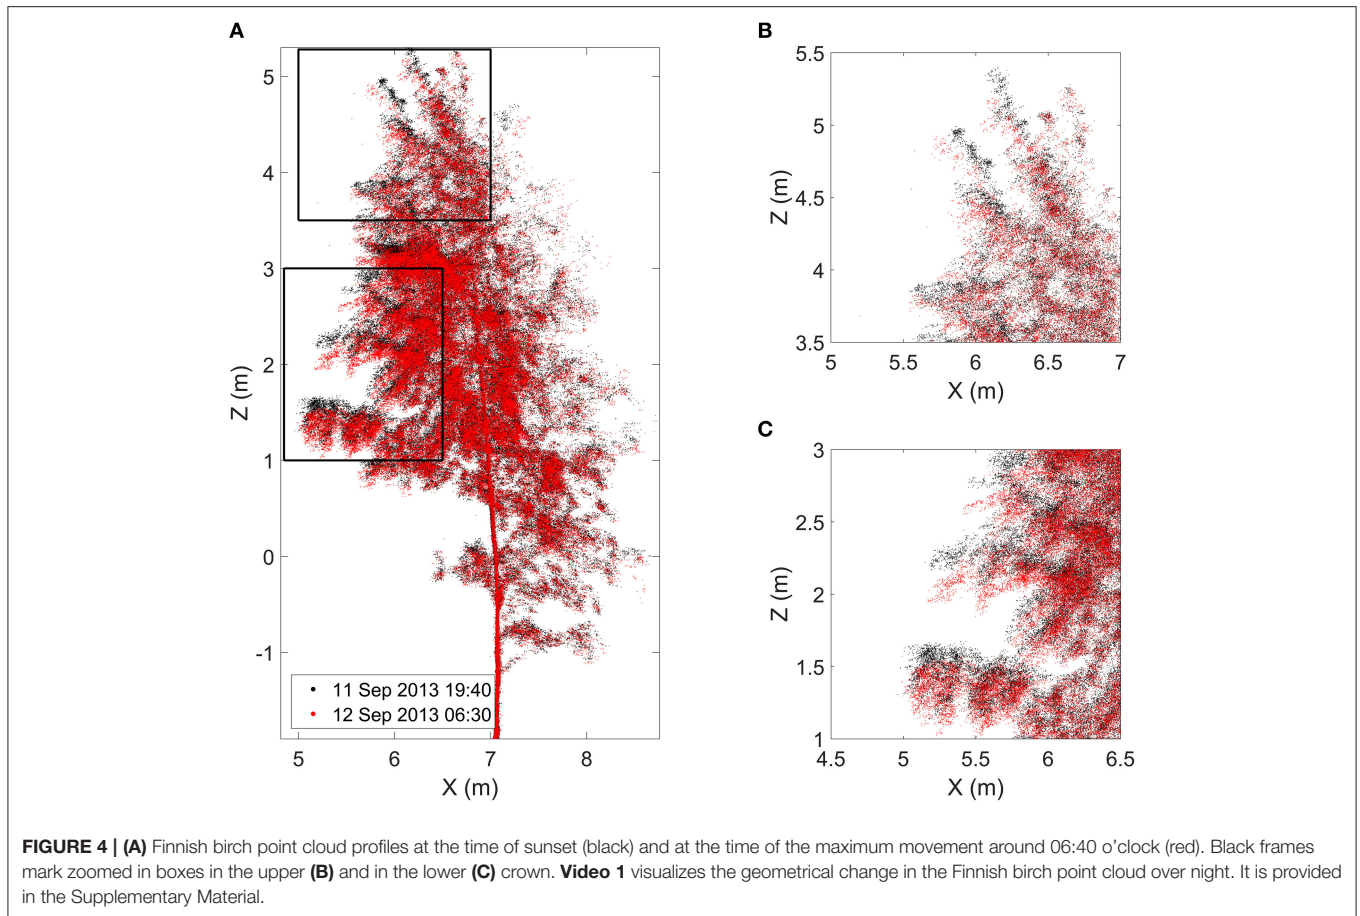 A
5
4
3
2
1
0
-1
Z (m)
5
6
7
8
X (m)
11 Sep 2013 19:40
12 Sep 2013 06:30
B
5.5
5
4.5
4
3.5
Z (m)
5
5.5
6
6.5
7
X (m)
C
3
2.5
2
1.5
1
Z (m)
4.5
5
5.5
6
6.5
X (m)
FIGURE 4 | (A) Finnish birch point cloud profiles at the time of sunset (black) and at the time of the maximum movement around 06:40 o'clock (red). Black frames
mark zoomed in boxes in the upper (B) and in the lower (C) crown. Video 1 visualizes the geometrical change in the Finnish birch point cloud over night. It is provided
in the Supplementary Material.